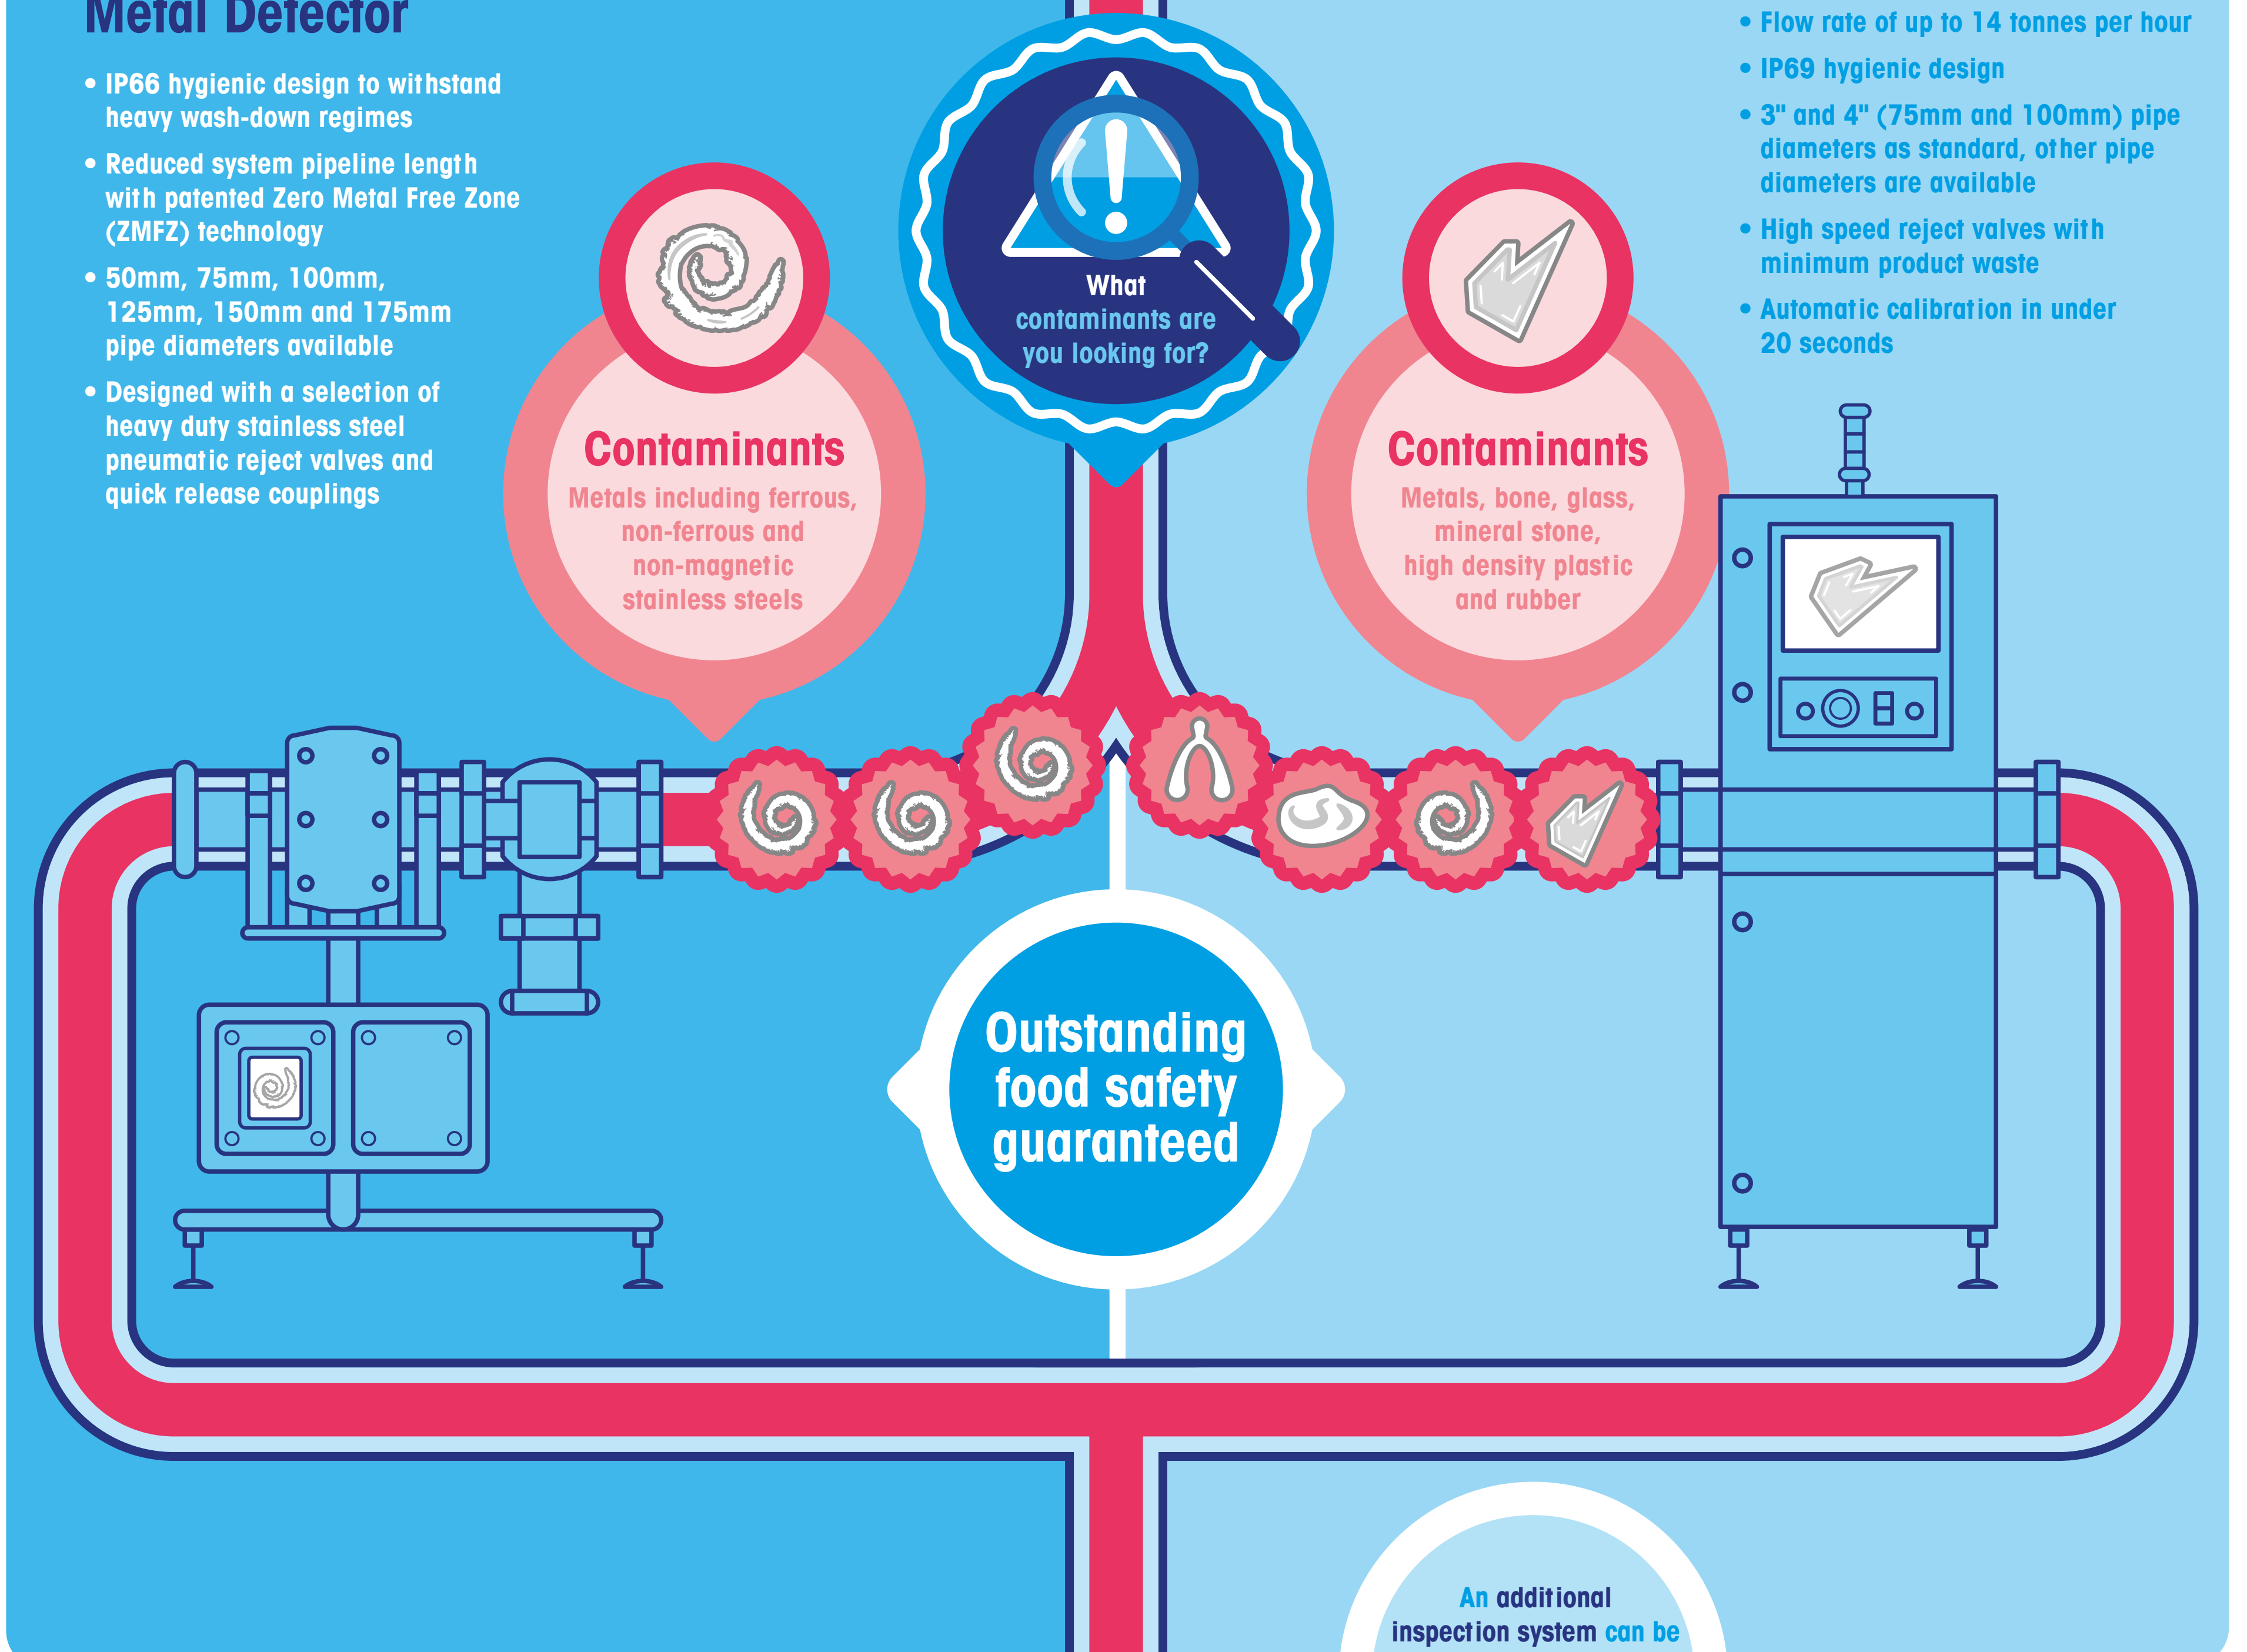 Metal Detector
• IP66 hygienic design to withstand
heavy wash-down regimes
• Reduced system pipeline length
with patented Zero Metal Free Zone
(ZMFZ) technology
• 50mm, 75mm, 100mm,
125mm, 150mm and 175mm
pipe diameters available
• Designed with a selection of
heavy duty stainless steel
pneumatic reject valves and
quick release couplings
What
contaminants are
you looking for?
• Flow rate of up to 14 tonnes per hour
• IP69 hygienic design
• 3" and 4" (75mm and 100mm) pipe
diameters as standard, other pipe
diameters are available
• High speed reject valves with
minimum product waste
• Automatic calibration in under
20 seconds
Contaminants
Metals including ferrous,
non-ferrous and
non-magnetic
stainless steels
Contaminants
Metals, bone, glass,
mineral stone,
high density plastic
and rubber
Outstanding
food safety
guaranteed
An additional
inspection system can be